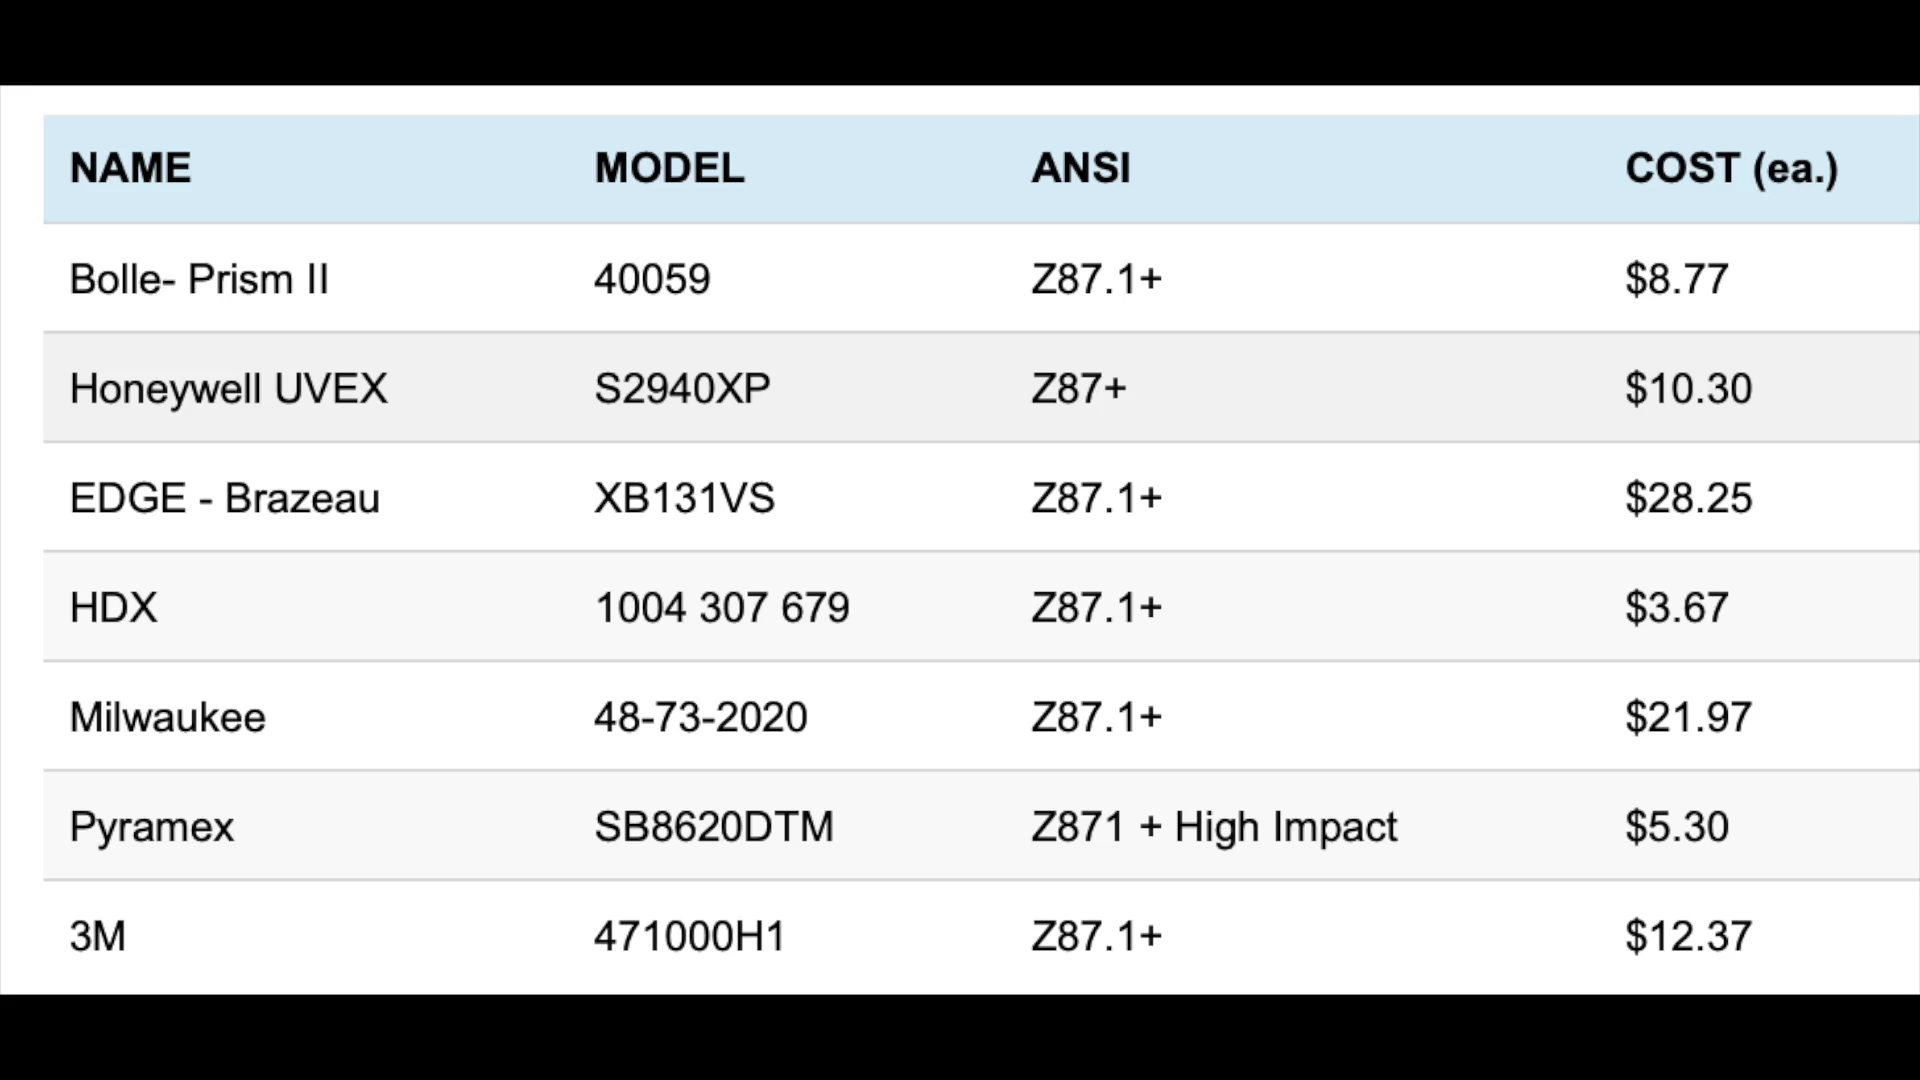 NAME MODEL ANSI COST (ea.)
Bolle- Prism II 40059 Z87.1+ $8.77
Honeywell UVEX S2940XP Z87+ $10.30
EDGE - Brazeau XB131VS Z87.1+ $28.25
HDX 1004 307 679 Z87.1+ $3.67
Milwaukee 48-73-2020 Z87.1+ $21.97
Pyramex SB8620DTM Z871 + High Impact $5.30
3M 471000H1 Z87.1+ $12.37